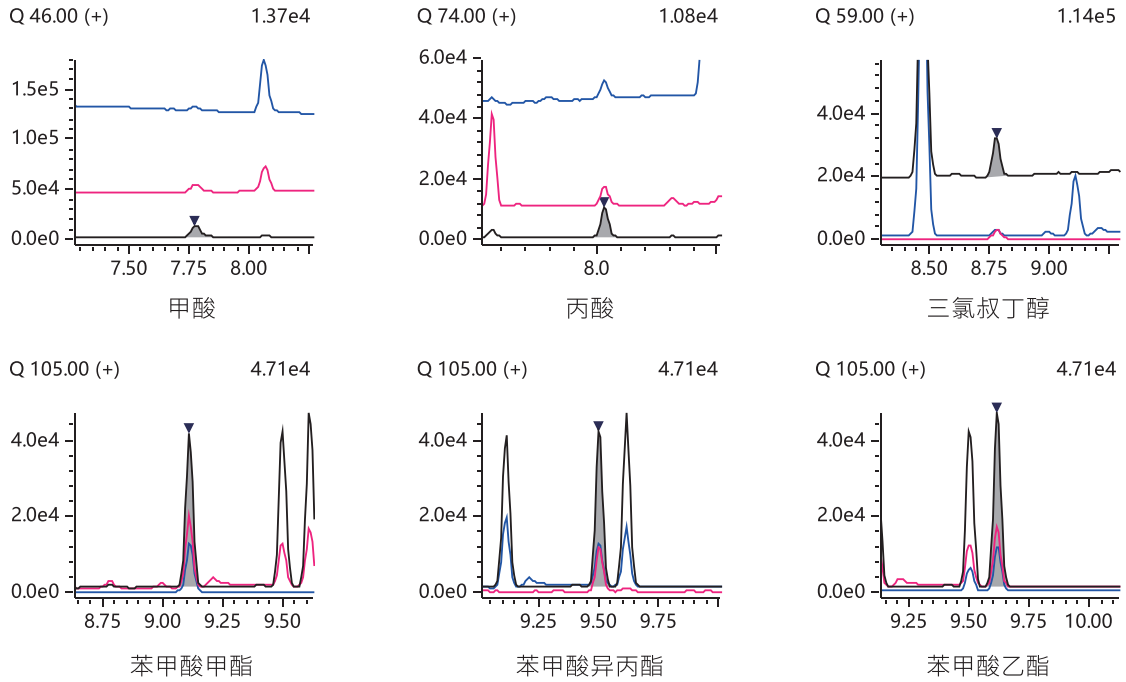 Q 46.00 (+) 1.37e4
1.5e5
1.0e5
5.0e4
0.0e0
7.50 7.75 8.00
甲酸
Q 74.00 (+) 1.08e4
6.0e4
4.0e4
2.0e4
0.0e0
8.0
丙酸
Q 59.00 (+) 1.14e5
4.0e4
2.0e4
0.0e0
8.50 8.75 9.00
三氯叔丁醇
Q 105.00 (+) 4.71e4
4.0e4
2.0e4
0.0e0
8.75 9.00 9.25 9.50
苯甲酸甲酯
Q 105.00 (+) 4.71e4
4.0e4
2.0e4
0.0e0
9.25 9.50 9.75
苯甲酸异丙酯
Q 105.00 (+) 4.71e4
4.0e4
2.0e4
0.0e0
9.25 9.50 9.75 10.00
苯甲酸乙酯